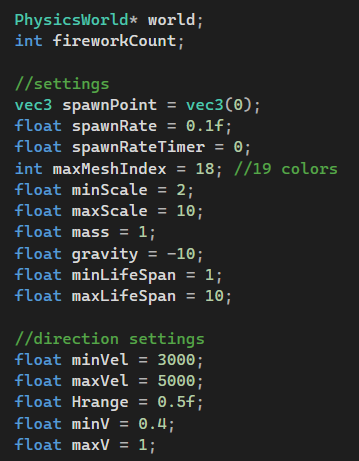 PhysicsWorld* world;
int fireworkCount;

//settings
vec3 spawnPoint = vec3(0);
float spawnRate = 0.1f;
float spawnRateTimer = 0;
int maxMeshIndex = 18; //19 colors
float minScale = 2;
float maxScale = 10;
float mass = 1;
float gravity = -10;
float minLifeSpan = 1;
float maxLifeSpan = 10;

//direction settings
float minVel = 3000;
float maxVel = 5000;
float Hrange = 0.5f;
float minV = 0.4;
float maxV = 1;